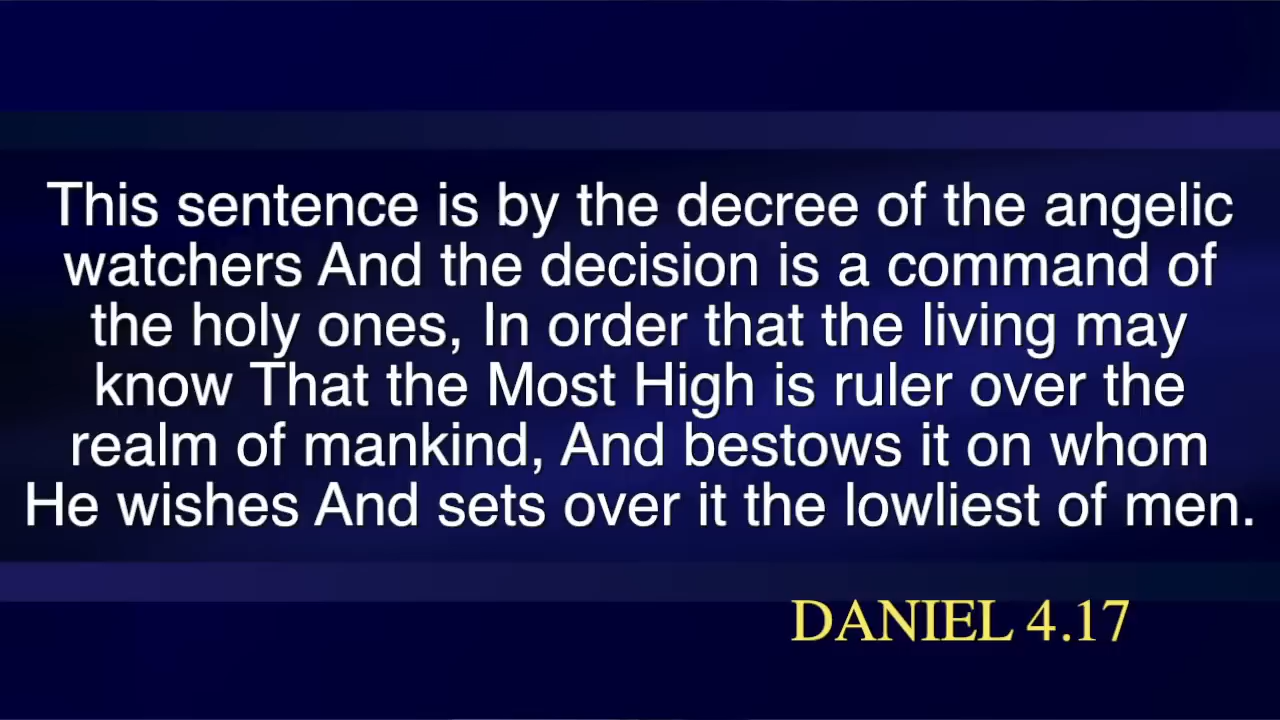 This sentence is by the decree of the angelic
watchers And the decision is a command of
the holy ones, In order that the living may
know That the Most High is ruler over the
realm of mankind, And bestows it on whom
He wishes And sets over it the lowliest of men.
DANIEL 4.17